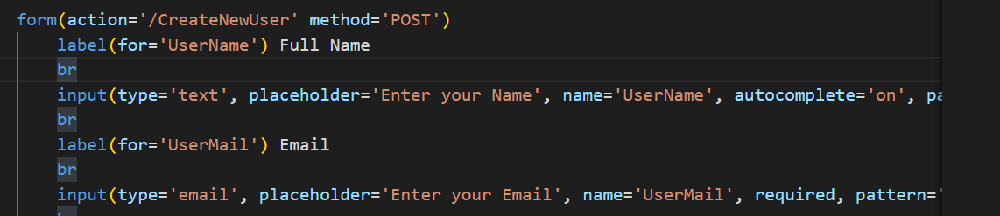 form(action='/CreateNewUser' method='POST')
label(for='UserName') Full Name
br
input(type='text', placeholder='Enter your Name', name='UserName', autocomplete='on', pa
br
label(for='UserMail') Email
br
input(type='email', placeholder='Enter your Email', name='UserMail', required, pattern='